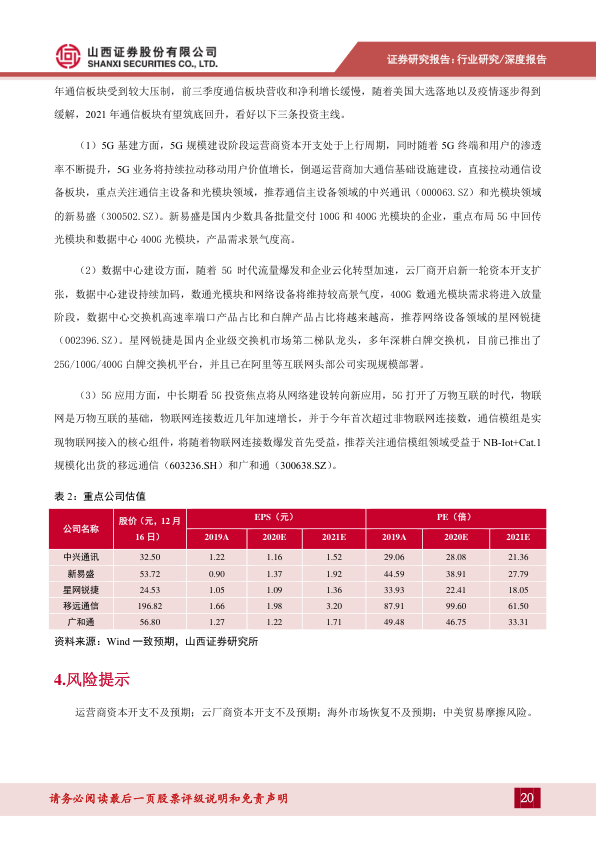 山西证券股份有限公司
SHANXI SECURITIES CO., LTD.
证券研究报告：行业研究/深度报告
年通信板块受到较大压制，前三季度通信板块营收和净利增长缓慢，随着美国大选落地以及疫情逐步得到
缓解，2021 年通信板块有望筑底回升，看好以下三条投资主线。
（1）5G 基建方面，5G 规模建设阶段运营商资本开支处于上行周期，同时随着 5G 终端和用户的渗透
率不断提升，5G 业务将持续拉动移动用户价值增长，倒逼运营商加大通信基础设施建设，直接拉动通信设
备板块，重点关注通信主设备和光模块领域，推荐通信主设备领域的中兴通讯（000063.SZ）和光模块领域
的新易盛（300502.SZ）。新易盛是国内少数具备批量交付 100G 和 400G 光模块的企业，重点布局 5G 中回传
光模块和数据中心 400G 光模块，产品需求景气度高。
（2）数据中心建设方面，随着 5G 时代流量爆发和企业云化转型加速，云厂商开启新一轮资本开支扩
张，数据中心建设持续加码，数通光模块和网络设备将维持较高景气度，400G 数通光模块需求将进入放量
阶段，数据中心交换机高速率端口产品占比和白牌产品占比将越来越高，推荐网络设备领域的星网锐捷
（002396.SZ）。星网锐捷是国内企业级交换机市场第二梯队龙头，多年深耕白牌交换机，目前已推出了
25G/100G/400G 白牌交换机平台，并且已在阿里等互联网头部公司实现规模部署。
（3）5G 应用方面，中长期看 5G 投资焦点将从网络建设转向新应用，5G 打开了万物互联的时代，物联
网是万物互联的基础，物联网连接数近几年加速增长，并于今年首次超过非物联网连接数，通信模组是实
现物联网接入的核心组件，将随着物联网连接数爆发首先受益，推荐关注通信模组领域受益于 NB-Iot+Cat.1
规模化出货的移远通信（603236.SH）和广和通（300638.SZ）。
表 2：重点公司估值
公司名称 股价（元，12 月 16 日） EPS（元） PE（倍）
2019A 2020E 2021E 2019A 2020E 2021E
中兴通讯 32.50 1.22 1.16 1.52 29.06 28.08 21.36
新易盛 53.72 0.90 1.37 1.92 44.59 38.91 27.79
星网锐捷 24.53 1.05 1.09 1.36 33.93 22.41 18.05
移远通信 196.82 1.66 1.98 3.20 87.91 99.60 61.50
广和通 56.80 1.27 1.22 1.71 49.48 46.75 33.31
资料来源：Wind 一致预期，山西证券研究所
4.风险提示
运营商资本开支不及预期；云厂商资本开支不及预期；海外市场恢复不及预期；中美贸易摩擦风险。
请务必阅读最后一页股票评级说明和免责声明
20